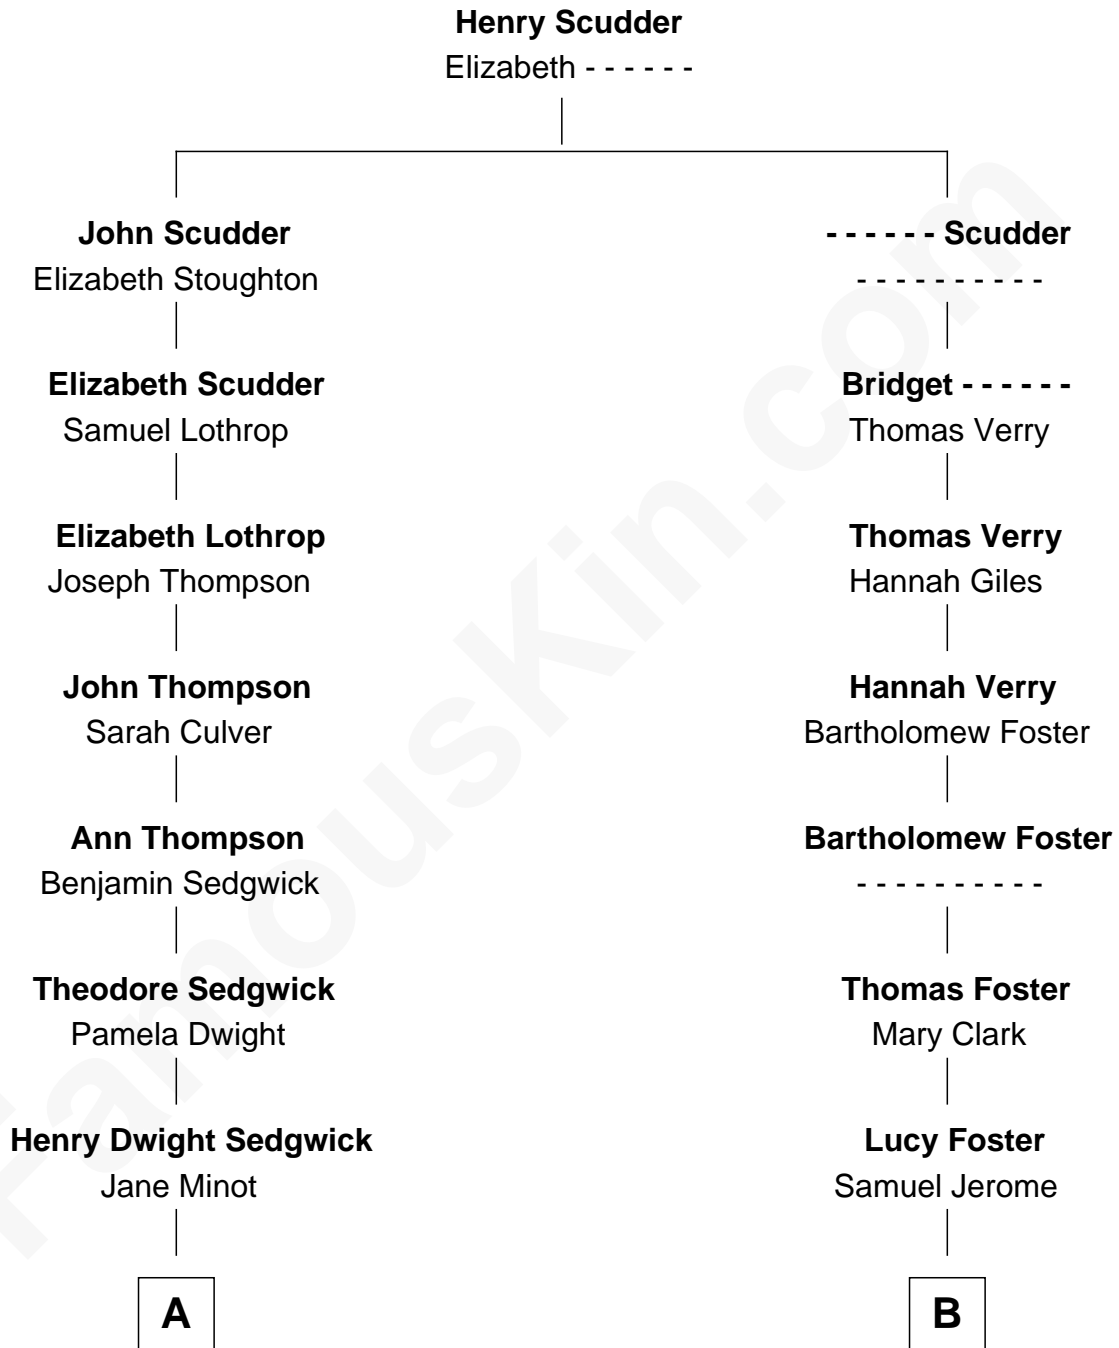 Henry Scudder
Elizabeth - - - - - -
John Scudder
Elizabeth Stoughton
- - - - - - Scudder
- - - - - - - - - -
Elizabeth Scudder
Samuel Lothrop
Bridget - - - - - -
Thomas Verry
Elizabeth Lothrop
Joseph Thompson
Thomas Verry
Hannah Giles
John Thompson
Sarah Culver
Hannah Verry
Bartholomew Foster
Ann Thompson
Benjamin Sedgwick
Bartholomew Foster
- - - - - - - - - -
Theodore Sedgwick
Pamela Dwight
Thomas Foster
Mary Clark
Henry Dwight Sedgwick
Jane Minot
Lucy Foster
Samuel Jerome
A
B
FamousKin.com